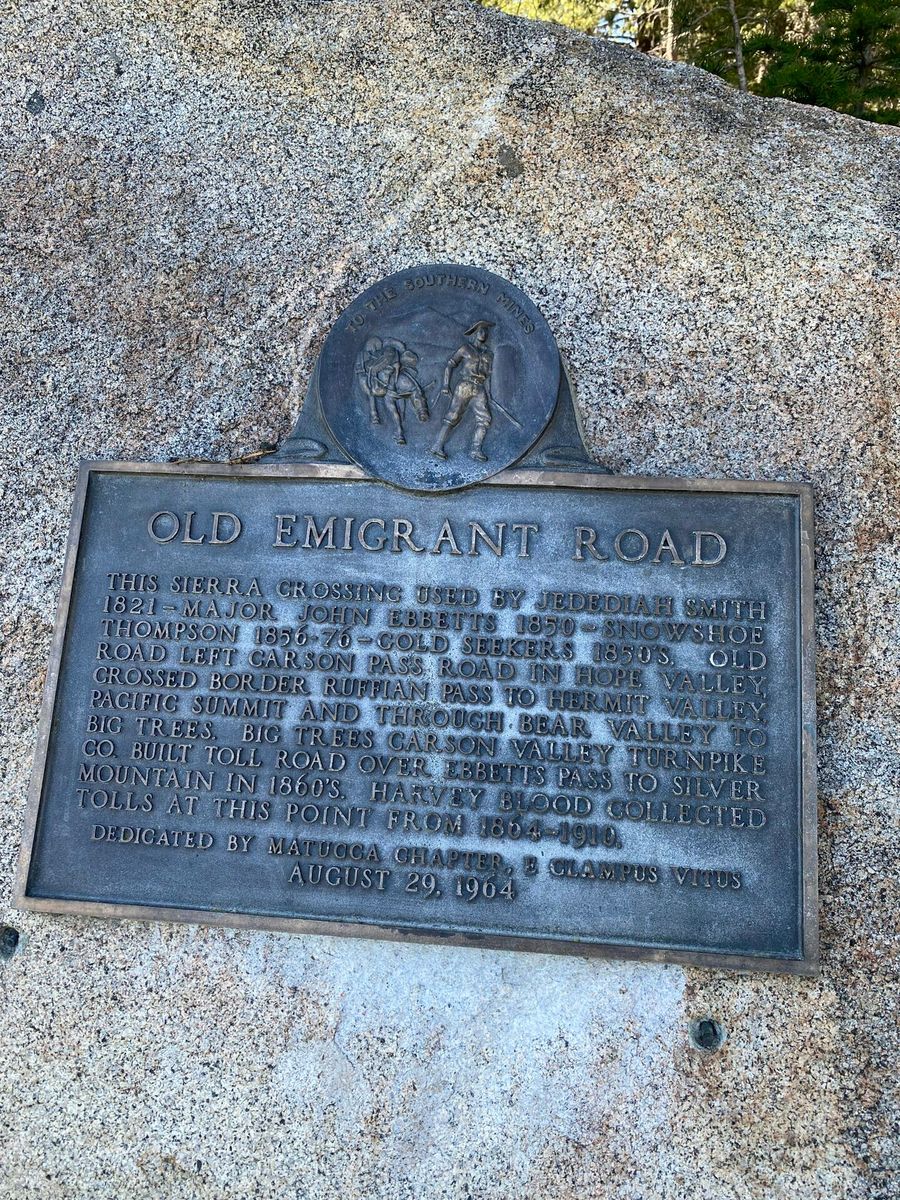 TO THE SOUTHERN MINES
OLD EMIGRANT ROAD
THIS SIERRA CROSSING USED BY JEDEDIAH SMITH
1821–MAJOR JOHN EBBETTS 1850–SNOWSHOE
THOMPSON 1856-76–GOLD SEEKERS 1850'S. OLD
ROAD LEFT CARSON PASS ROAD IN HOPE VALLEY,
CROSSED BORDER RUFFIAN PASS TO HERMIT VALLEY,
PACIFIC SUMMIT AND THROUGH BEAR VALLEY TO
BIG TREES. BIG TREES CARSON VALLEY TURNPIKE
CO. BUILT TOLL ROAD OVER EBBETTS PASS TO SILVER
MOUNTAIN IN 1860'S. HARVEY BLOOD COLLECTED
TOLLS AT THIS POINT FROM 1864–1910.
DEDICATED BY MATUCCA CHAPTER, E CLAMPUS VITUS
AUGUST 29, 1964